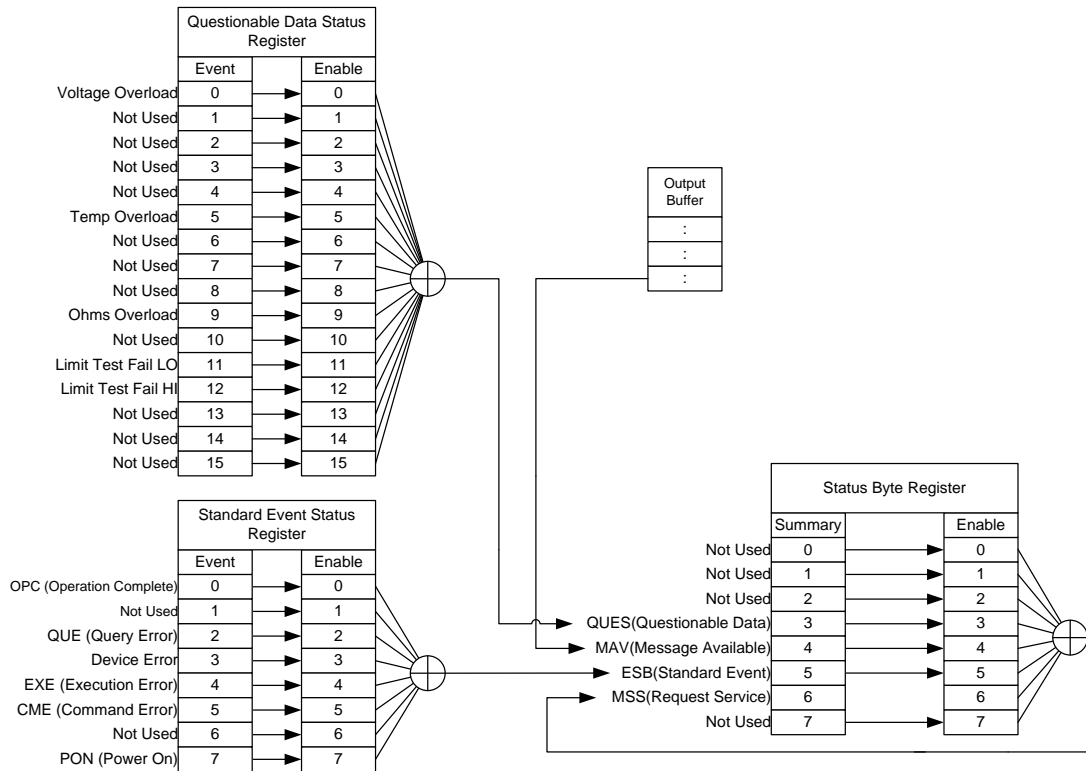 Questionable Data Status
Register
Event Enable
Voltage Overload 0 0
Not Used 1 1
Not Used 2 2
Not Used 3 3
Not Used 4 4
Temp Overload 5 5
Not Used 6 6
Not Used 7 7
Not Used 8 8
Ohms Overload 9 9
Not Used 10 10
Limit Test Fail LO 11 11
Limit Test Fail HI 12 12
Not Used 13 13
Not Used 14 14
Not Used 15 15
Output
Buffer
:
:
:
Standard Event Status
Register
Event Enable
OPC (Operation Complete) 0 0
Not Used 1 1
QUE (Query Error) 2 2
Device Error 3 3
EXE (Execution Error) 4 4
CME (Command Error) 5 5
Not Used 6 6
PON (Power On) 7 7
Status Byte Register
Summary Enable
Not Used 0 0
Not Used 1 1
Not Used 2 2
QUES(Questionable Data) 3 3
MAV(Message Available) 4 4
ESB(Standard Event) 5 5
MSS(Request Service) 6 6
Not Used 7 7